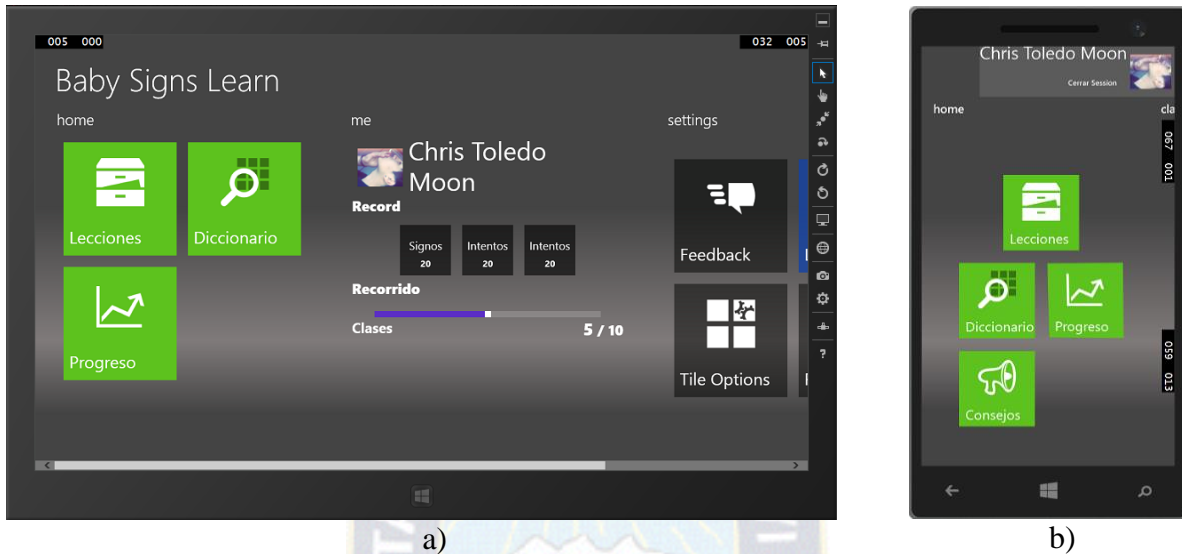 005 000
032 005
Baby Signs Learn
home
me
settings
Lecciones
Diccionario
Progreso
Chris Toledo
Moon
Record
Signos
20
Intentos
20
Intentos
20
Recorrido
Clases
5 / 10
Feedback
Tile Options
?
a)
Chris Toledo Moon
Cerrar Session
home
cla
067 001
Lecciones
Diccionario
Progreso
059 013
Consejos
b)